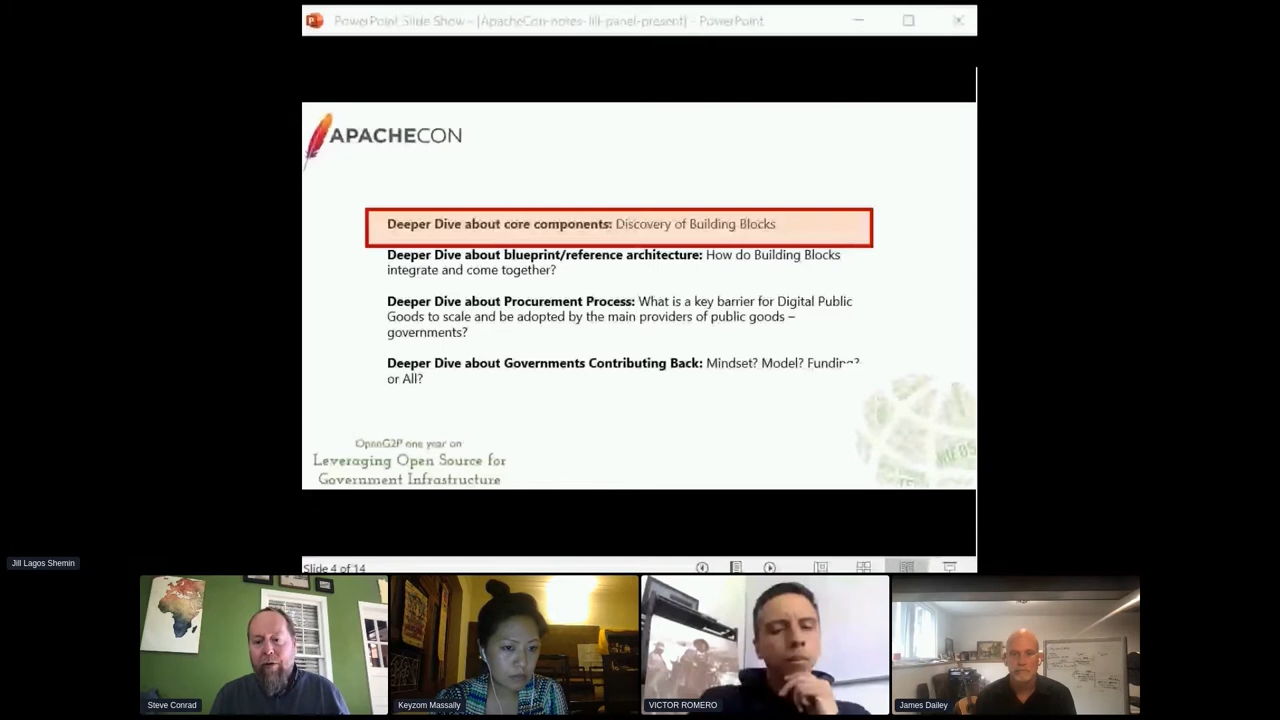 PowerPoint Slide Show - [ApacheCon-notes-Jill-panel-present] - PowerPoint
APACHECON
Deeper Dive about core components: Discovery of Building Blocks
Deeper Dive about blueprint/reference architecture: How do Building Blocks
integrate and come together?
Deeper Dive about Procurement Process: What is a key barrier for Digital Public
Goods to scale and be adopted by the main providers of public goods –
governments?
Deeper Dive about Governments Contributing Back: Mindset? Model? Funding?
or All?
OpenG2P one year on
Leveraging Open Source for
Government Infrastructure
Slide 4 of 14
Jill Lagos Shemin
Steve Conrad
Keyzom Massally
VICTOR ROMERO
James Dailey